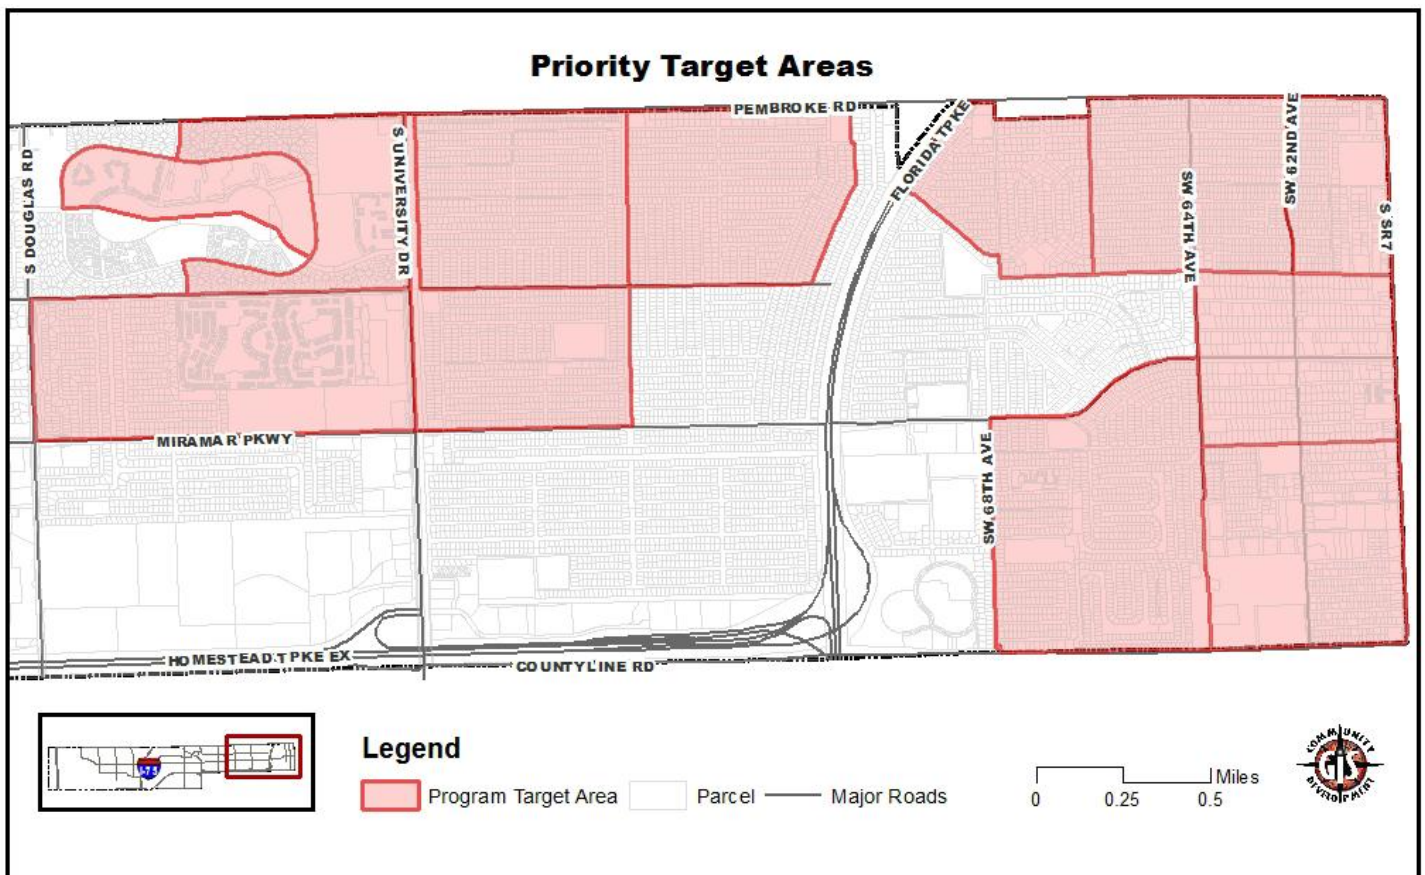 Priority Target Areas
PEMBROKE RD
FLORIDA TPKE
SW 62ND AVE
S UNIVERSITY DR
S DOUGLAS RD
SW 64TH AVE
S SR7
MIRAMAR PKWY
SW 68TH AVE
HOMESTEAD TPKE EX
COUNTYLINE RD
Legend
Program Target Area
Parcel
Major Roads
Miles
0 0.25 0.5
COMMUNITY
GIS
DEVELOPMENT